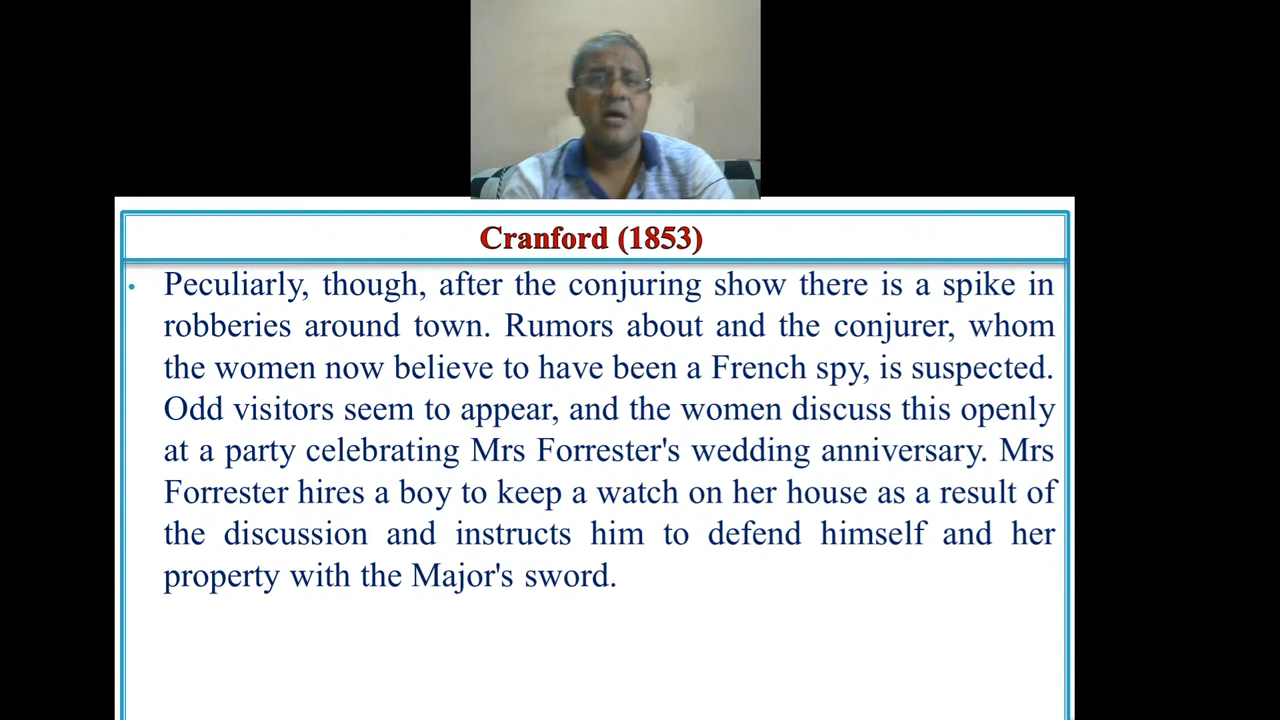 Cranford (1853)
• Peculiarly, though, after the conjuring show there is a spike in
robberies around town. Rumors about and the conjurer, whom
the women now believe to have been a French spy, is suspected.
Odd visitors seem to appear, and the women discuss this openly
at a party celebrating Mrs Forrester's wedding anniversary. Mrs
Forrester hires a boy to keep a watch on her house as a result of
the discussion and instructs him to defend himself and her
property with the Major's sword.